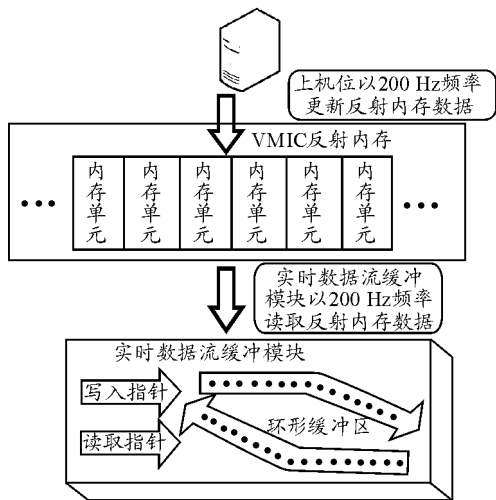 上机位以200 Hz频率
更新反射内存数据
VMIC反射内存
••• 内存单元 内存单元 内存单元 内存单元 内存单元 内存单元 •••
实时数据流缓冲
模块以200 Hz频率
读取反射内存数据
实时数据流缓冲模块
写入指针
环形缓冲区
读取指针